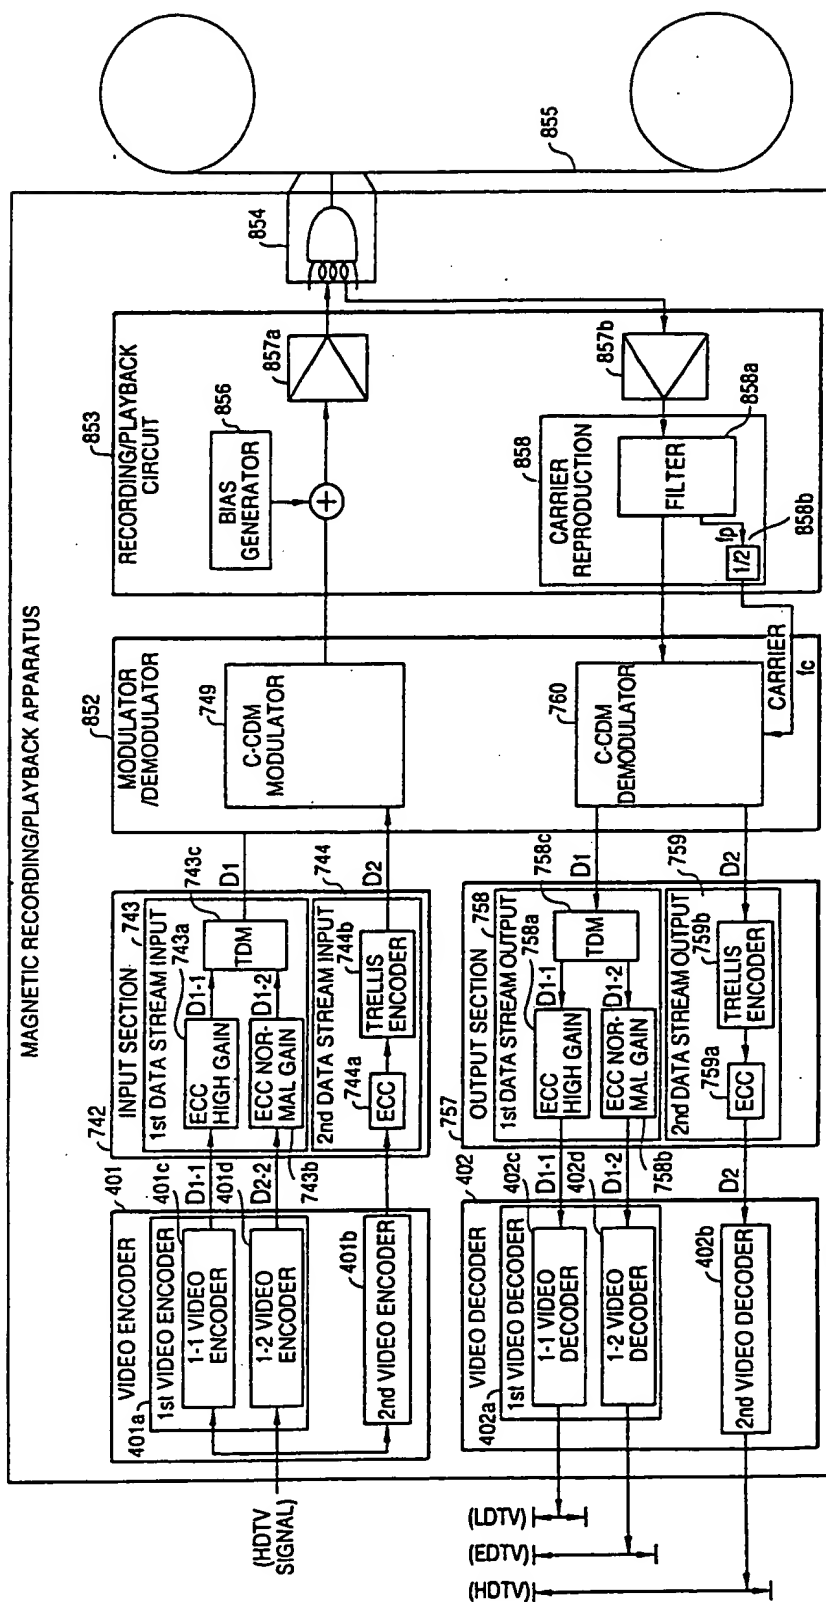 MAGNETIC RECORDING/PLAYBACK APPARATUS
(HDTV
SIGNAL)
401
VIDEO ENCODER
401a
1st VIDEO ENCODER
401c
1-1 VIDEO
ENCODER
401d
1-2 VIDEO
ENCODER
401b
2nd VIDEO ENCODER
D1-1
D2-2
742
INPUT SECTION
743
1st DATA STREAM INPUT
743a
ECC
HIGH GAIN
743b
ECC NOR-
MAL GAIN
D1-1
D1-2
743c
TDM
744
2nd DATA STREAM INPUT
744a
ECC
744b
TRELLIS
ENCODER
D1
D2
852
MODULATOR
/DEMODULATOR
749
C-CDM
MODULATOR
853
RECORDING/PLAYBACK
CIRCUIT
856
BIAS
GENERATOR
+
857a
854
855
857b
858
CARRIER
REPRODUCTION
858a
FILTER
fp
858b
1/2
CARRIER
fc
760
C-CDM
DEMODULATOR
D1
D2
757
OUTPUT SECTION
758
1st DATA STREAM OUTPUT
758a
ECC
HIGH GAIN
758b
ECC NOR-
MAL GAIN
D1-1
D1-2
758c
TDM
759
2nd DATA STREAM OUTPUT
759a
ECC
759b
TRELLIS
ENCODER
D1-1
D1-2
D2
402
VIDEO DECODER
402a
1st VIDEO DECODER
402c
1-1 VIDEO
DECODER
402d
1-2 VIDEO
DECODER
402b
2nd VIDEO DECODER
(LDTV)
(EDTV)
(HDTV)